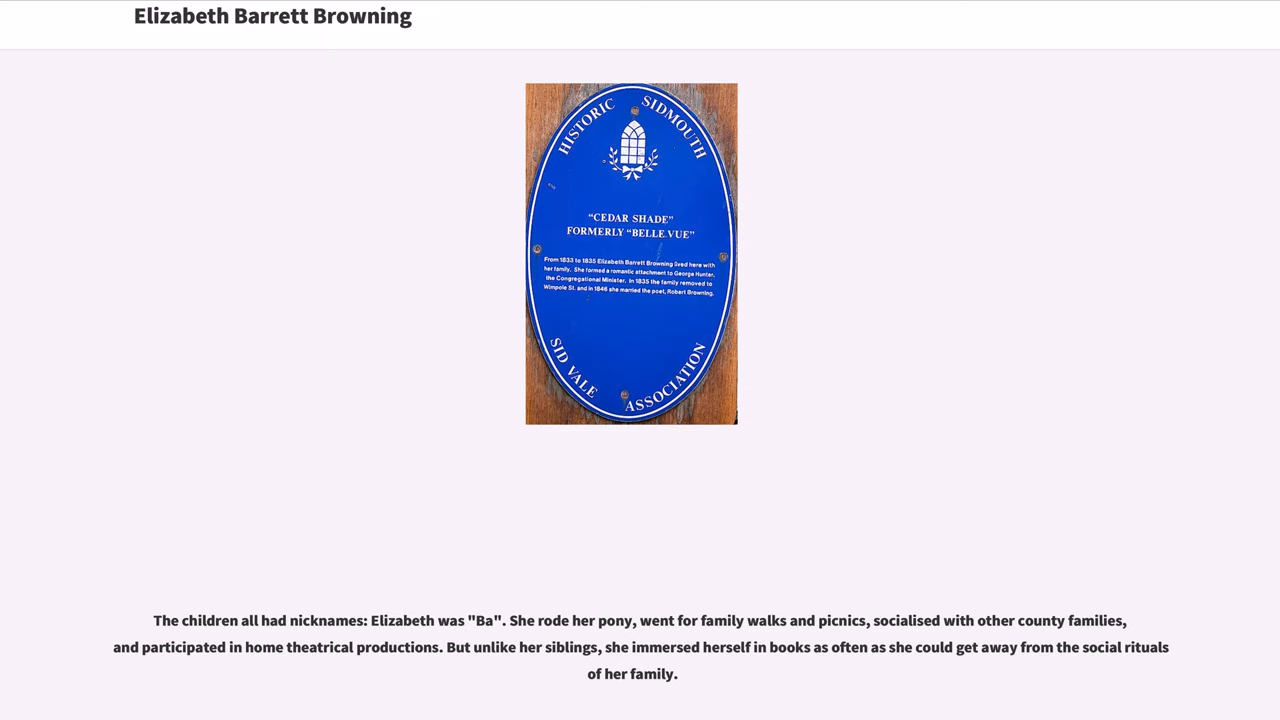 Elizabeth Barrett Browning
HISTORIC SIDMOUTH
"CEDAR SHADE"
FORMERLY "BELLE VUE"
From 1833 to 1835 Elizabeth Barrett Browning lived here with
her family. She formed a romantic attachment to George Hunter,
the Congregational Minister. In 1835 the family removed to
Wimpole St. and in 1846 she married the poet, Robert Browning.
SID VALE ASSOCIATION
The children all had nicknames: Elizabeth was "Ba". She rode her pony, went for family walks and picnics, socialised with other county families,
and participated in home theatrical productions. But unlike her siblings, she immersed herself in books as often as she could get away from the social rituals
of her family.